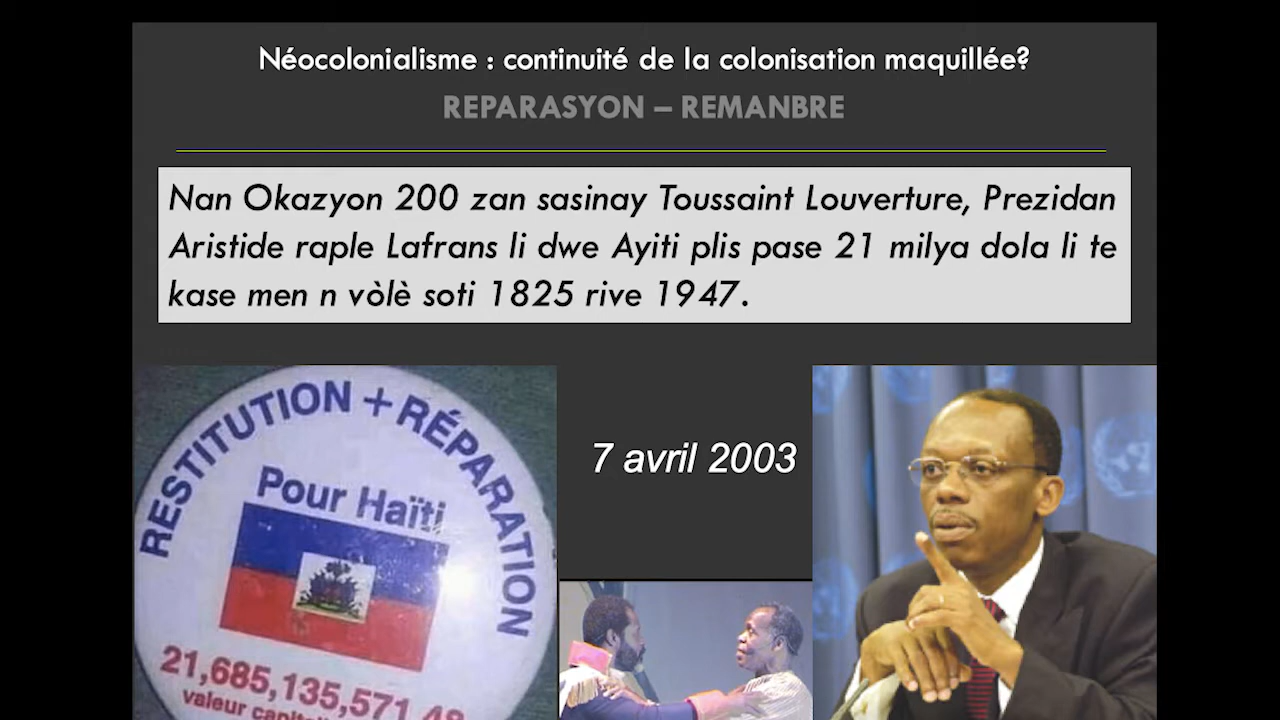 Néocolonialisme : continuité de la colonisation maquillée?
REPARASYON – REMANBRE
Nan Okazyon 200 zan sasinay Toussaint Louverture, Prezidan
Aristide raple Lafrans li dwe Ayiti plis pase 21 milya dola li te
kase men n vòlè soti 1825 rive 1947.
7 avril 2003
RESTITUTION + RÉPARATION
Pour Haïti
21,685,135,571.48
valeur